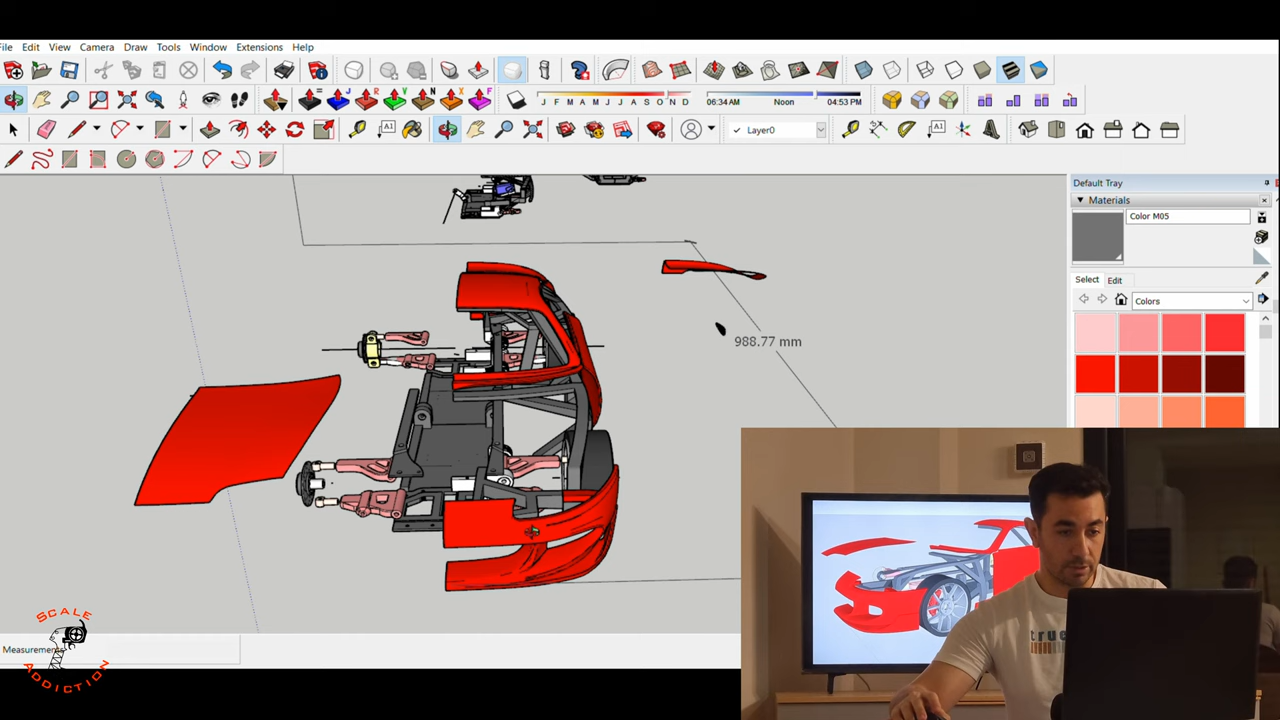 File Edit View Camera Draw Tools Window Extensions Help
J F M A M J J A S O N D 06:34 AM Noon 04:53 PM
Layer0
Default Tray
Materials
Color M05
Select Edit
Colors
988.77 mm
Measurements
SCALE
ADDICTION